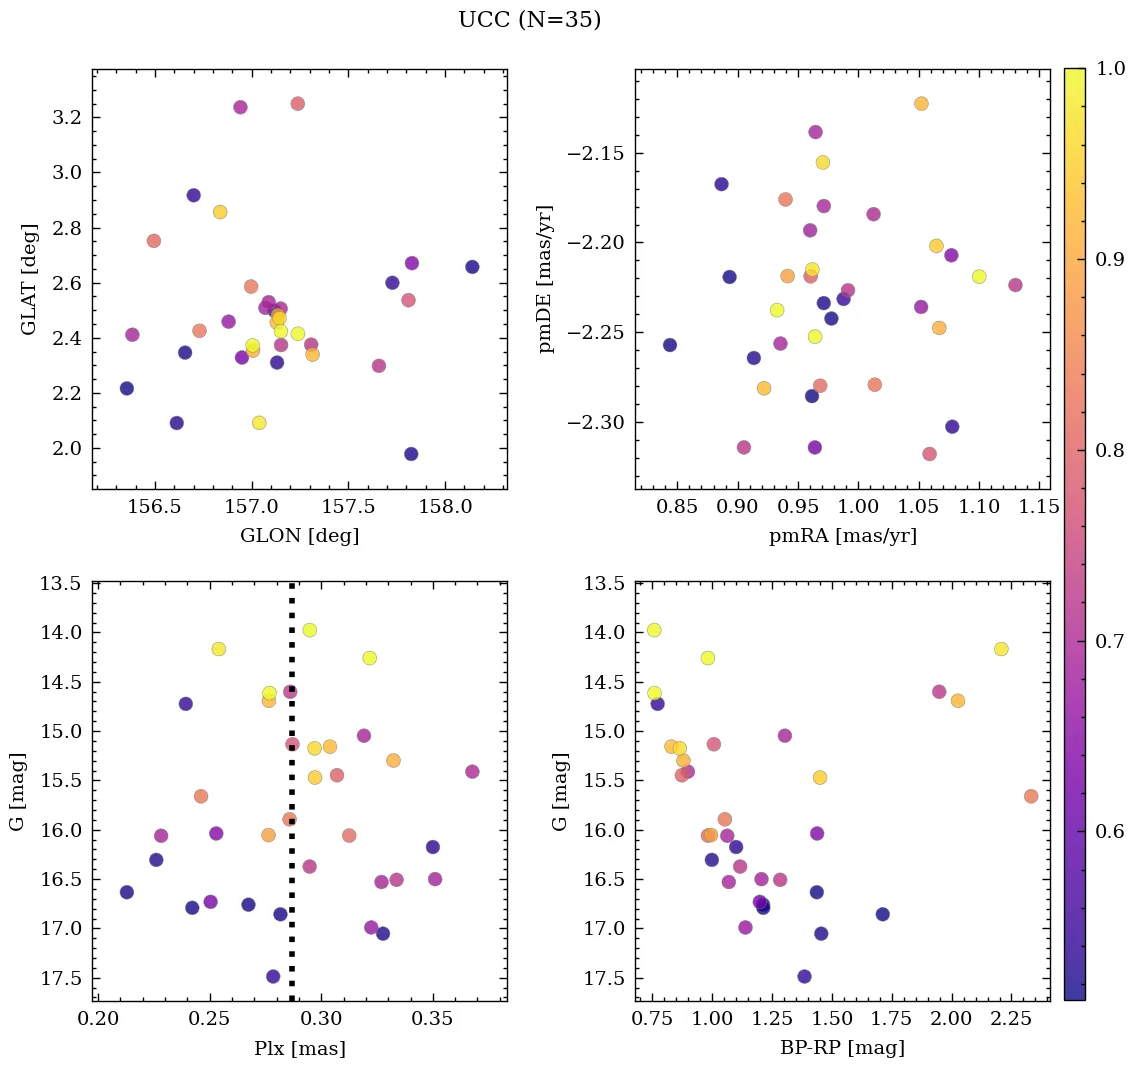 UCC (N=35)
3.2
3.0
2.8
2.6
2.4
2.2
2.0
GLAT [deg]
156.5 157.0 157.5 158.0
GLON [deg]
−2.15
−2.20
−2.25
−2.30
pmDE [mas/yr]
0.85 0.90 0.95 1.00 1.05 1.10 1.15
pmRA [mas/yr]
13.5
14.0
14.5
15.0
15.5
16.0
16.5
17.0
17.5
G [mag]
0.20 0.25 0.30 0.35
Plx [mas]
13.5
14.0
14.5
15.0
15.5
16.0
16.5
17.0
17.5
G [mag]
0.75 1.00 1.25 1.50 1.75 2.00 2.25
BP-RP [mag]
1.0
0.9
0.8
0.7
0.6